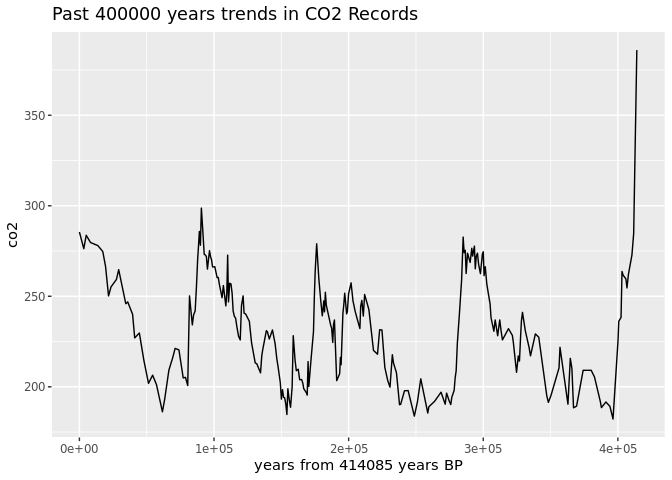 Past 400000 years trends in CO2 Records
co2
350
300
250
200
0e+00 1e+05 2e+05 3e+05 4e+05
years from 414085 years BP